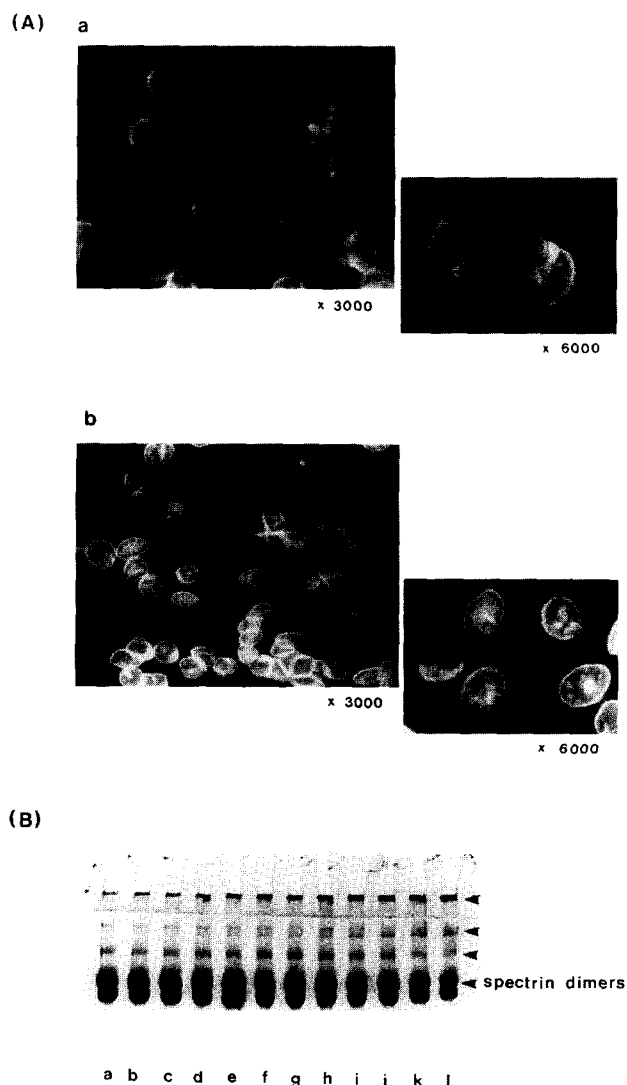 (A)
a
x 3000
x 6000
b
x 3000
x 6000
(B)
spectrin dimers
a b c d e f g h i j k l